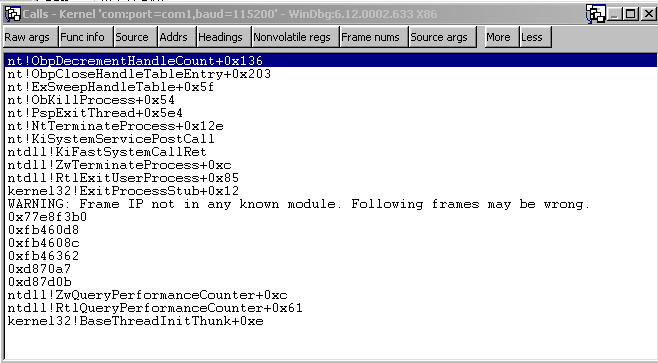 Calls - Kernel 'com:port=com1,baud=115200' - WinDbg:6.12.0002.633 X86
Raw args Func info Source Addrs Headings Nonvolatile regs Frame nums Source args More Less
nt!ObpDecrementHandleCount+0x136
nt!ObpCloseHandleTableEntry+0x203
nt!ExSweepHandleTable+0x5f
nt!ObKillProcess+0x54
nt!PspExitThread+0x5e4
nt!NtTerminateProcess+0x12e
nt!KiSystemServicePostCall
ntdll!KiFastSystemCallRet
ntdll!ZwTerminateProcess+0xc
ntdll!RtlExitUserProcess+0x85
kernel32!ExitProcessStub+0x12
WARNING: Frame IP not in any known module. Following frames may be wrong.
0x77e8f3b0
0xfb460d8
0xfb4608c
0xfb46362
0xd870a7
0xd87d0b
ntdll!ZwQueryPerformanceCounter+0xc
ntdll!RtlQueryPerformanceCounter+0x61
kernel32!BaseThreadInitThunk+0xe